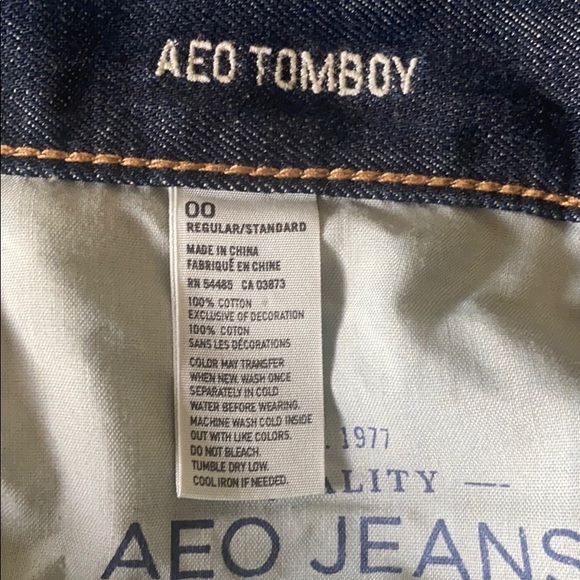 AEO TOMBOY
00
REGULAR/STANDARD
MADE IN CHINA
FABRIQUÉ EN CHINE
RN 54485 CA 03873
100% COTTON
EXCLUSIVE OF DECORATION
100% COTON
SANS LES DÉCORATIONS
COLOR MAY TRANSFER
WHEN NEW. WASH ONCE
SEPARATELY IN COLD
WATER BEFORE WEARING.
MACHINE WASH COLD INSIDE
OUT WITH LIKE COLORS.
DO NOT BLEACH.
TUMBLE DRY LOW.
COOL IRON IF NEEDED.
1977
ALITY
AEO JEANS